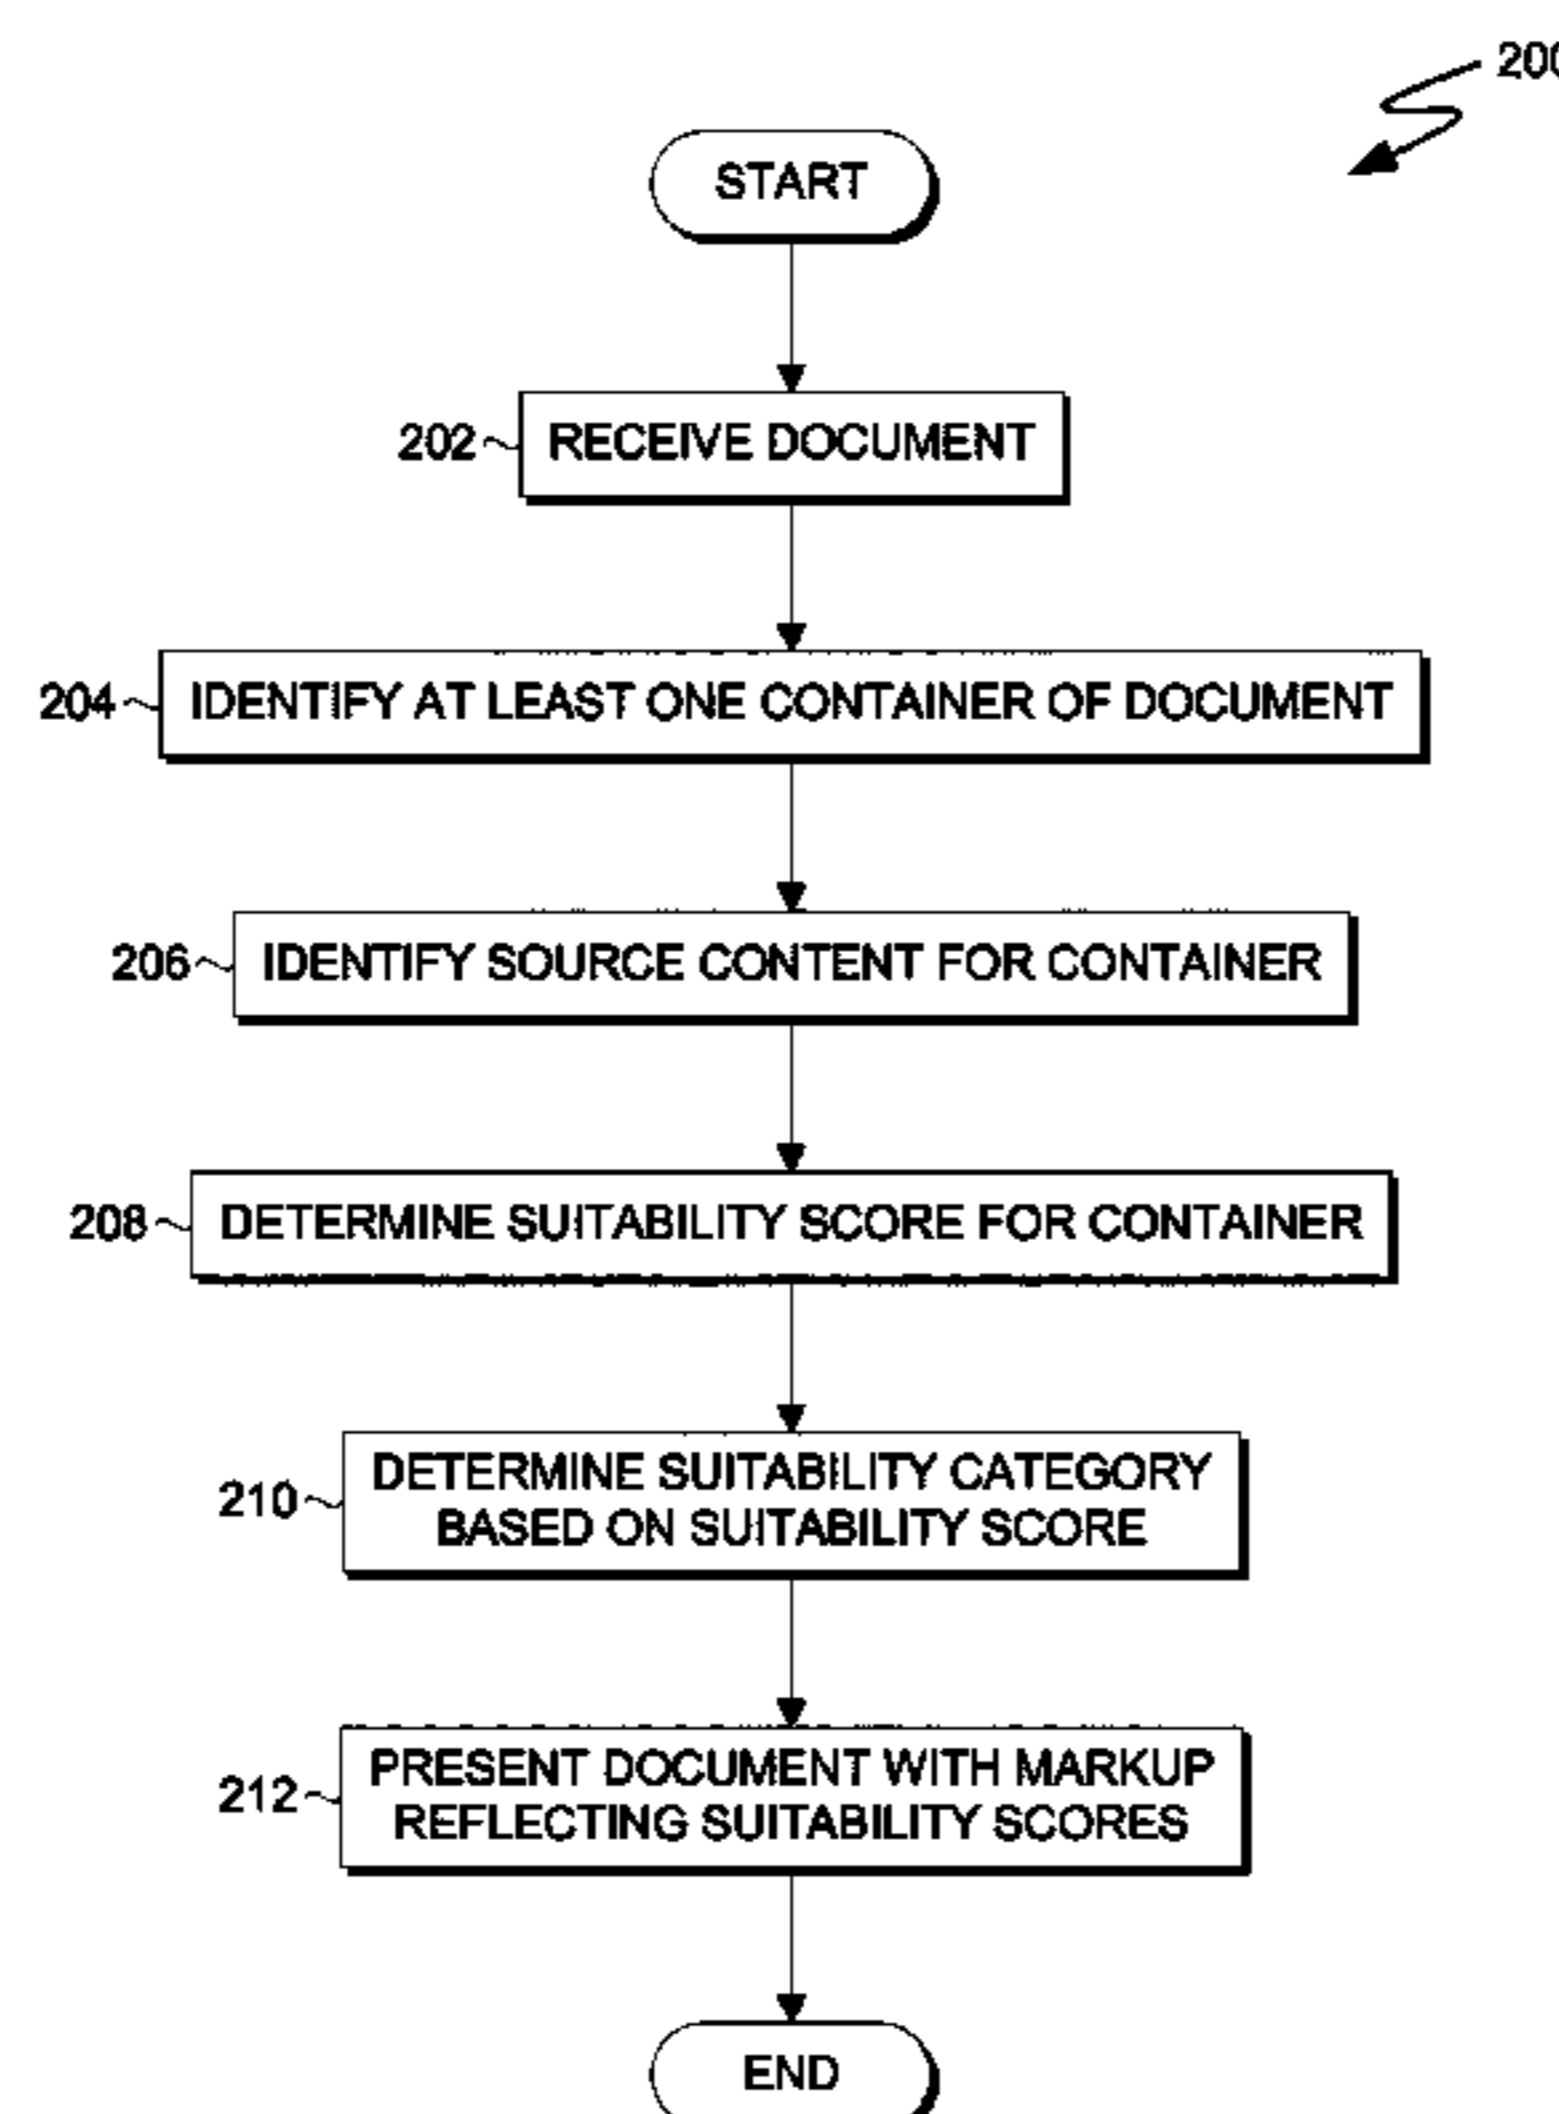 200
START
202 RECEIVE DOCUMENT
204 IDENTIFY AT LEAST ONE CONTAINER OF DOCUMENT
206 IDENTIFY SOURCE CONTENT FOR CONTAINER
208 DETERMINE SUITABILITY SCORE FOR CONTAINER
210 DETERMINE SUITABILITY CATEGORY
BASED ON SUITABILITY SCORE
212 PRESENT DOCUMENT WITH MARKUP
REFLECTING SUITABILITY SCORES
END